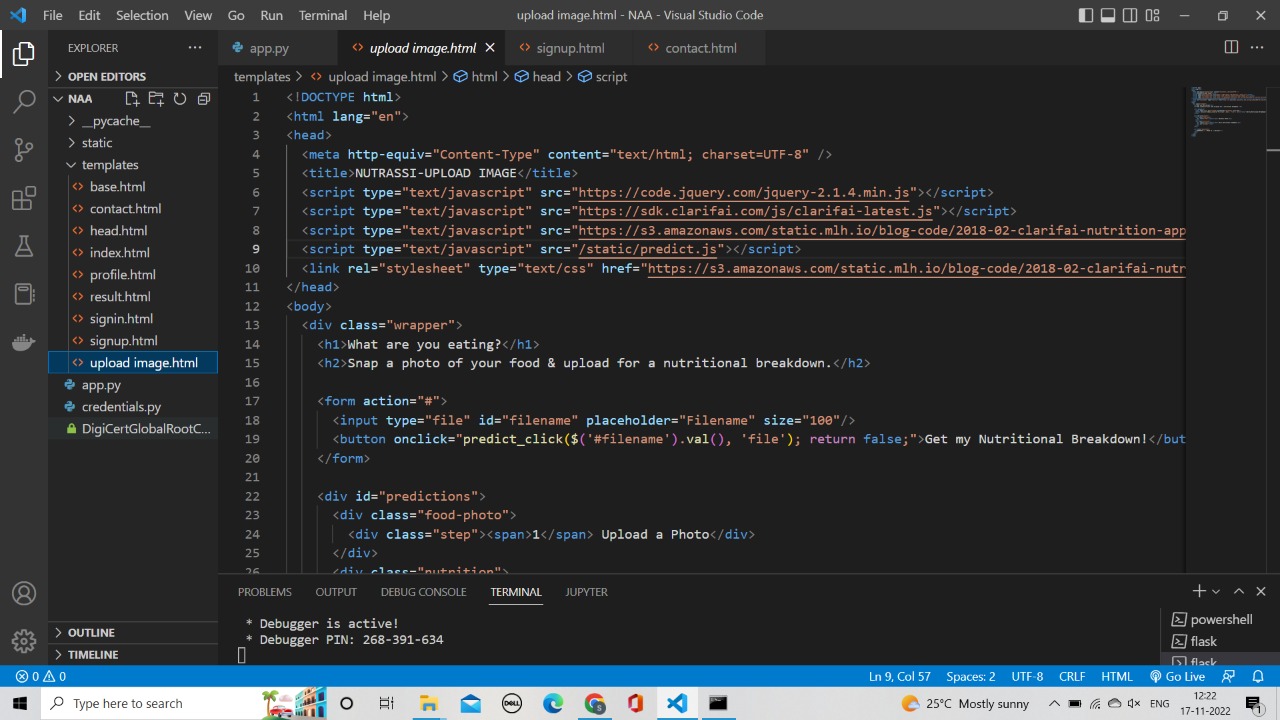 File Edit Selection View Go Run Terminal Help upload image.html - NAA - Visual Studio Code
EXPLORER
OPEN EDITORS
NAA
__pycache__
static
templates
base.html
contact.html
head.html
index.html
profile.html
result.html
signin.html
signup.html
upload image.html
app.py
credentials.py
DigiCertGlobalRootC...
OUTLINE
TIMELINE
app.py upload image.html signup.html contact.html
templates > upload image.html > html > head > script
1 <!DOCTYPE html>
2 <html lang="en">
3 <head>
4 <meta http-equiv="Content-Type" content="text/html; charset=UTF-8" />
5 <title>NUTRASSI-UPLOAD IMAGE</title>
6 <script type="text/javascript" src="https://code.jquery.com/jquery-2.1.4.min.js"></script>
7 <script type="text/javascript" src="https://sdk.clarifai.com/js/clarifai-latest.js"></script>
8 <script type="text/javascript" src="https://s3.amazonaws.com/static.mlh.io/blog-code/2018-02-clarifai-nutrition-app
9 <script type="text/javascript" src="/static/predict.js"></script>
10 <link rel="stylesheet" type="text/css" href="https://s3.amazonaws.com/static.mlh.io/blog-code/2018-02-clarifai-nutr
11 </head>
12 <body>
13 <div class="wrapper">
14 <h1>What are you eating?</h1>
15 <h2>Snap a photo of your food & upload for a nutritional breakdown.</h2>
16
17 <form action="#">
18 <input type="file" id="filename" placeholder="Filename" size="100"/>
19 <button onclick="predict_click($('#filename').val(), 'file'); return false;">Get my Nutritional Breakdown!</but
20 </form>
21
22 <div id="predictions">
23 <div class="food-photo">
24 <div class="step"><span>1</span> Upload a Photo</div>
25 </div>
26 <div class="nutrition">
PROBLEMS OUTPUT DEBUG CONSOLE TERMINAL JUPYTER
* Debugger is active!
* Debugger PIN: 268-391-634
powershell
flask
flask
0 0 Ln 9, Col 57 Spaces: 2 UTF-8 CRLF HTML Go Live
Type here to search
DELL
25°C Mostly sunny
ENG
12:22
17-11-2022
1